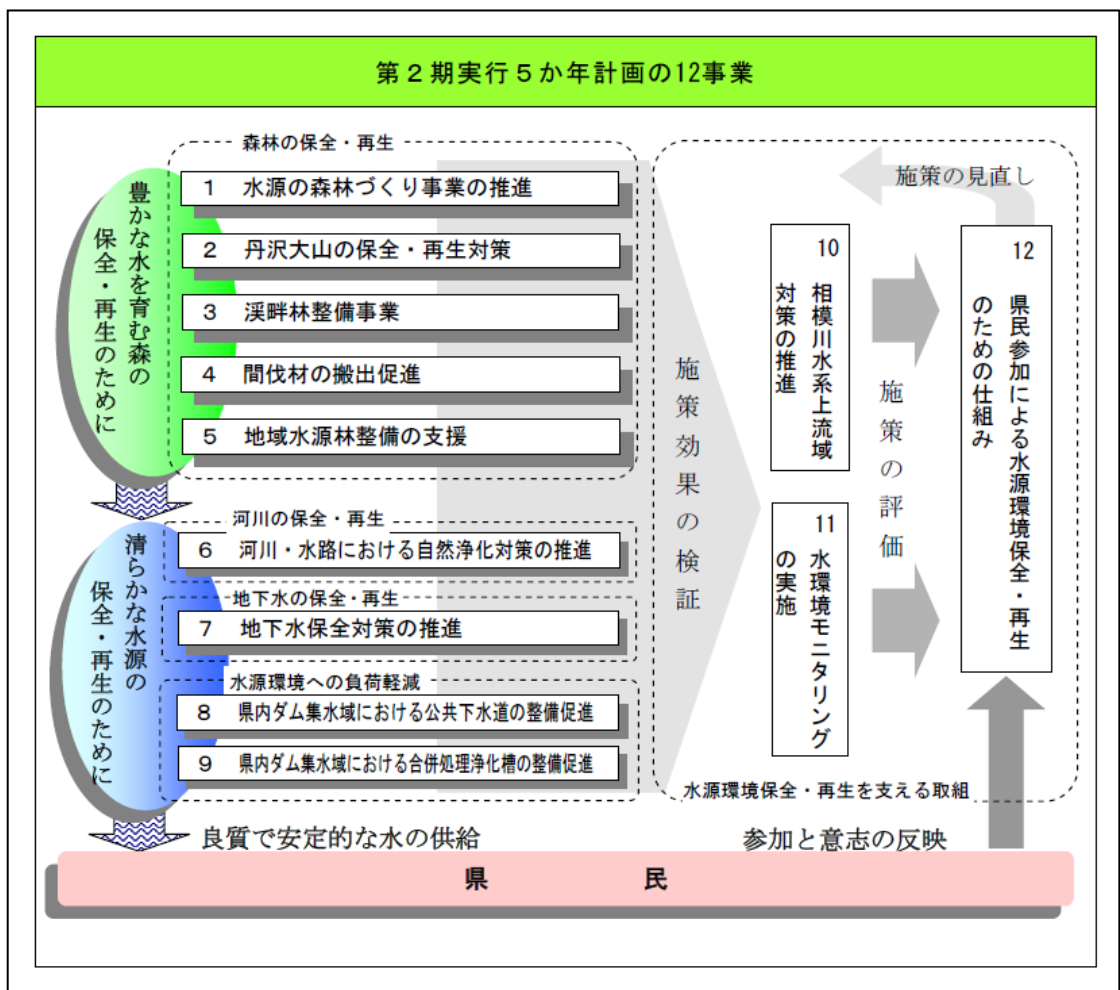 第２期実行５か年計画の12事業
豊かな水を育む森の
保全・再生のために
森林の保全・再生
1 水源の森林づくり事業の推進
2 丹沢大山の保全・再生対策
3 渓畔林整備事業
4 間伐材の搬出促進
5 地域水源林整備の支援
清らかな水源の
保全・再生のために
河川の保全・再生
6 河川・水路における自然浄化対策の推進
地下水の保全・再生
7 地下水保全対策の推進
水源環境への負荷軽減
8 県内ダム集水域における公共下水道の整備促進
9 県内ダム集水域における合併処理浄化槽の整備促進
施策効果の検証
10 相模川水系上流域
対策の推進
11 水環境モニタリング
の実施
施策の評価
12 県民参加による水源環境保全・再生
のための仕組み
施策の見直し
水源環境保全・再生を支える取組
良質で安定的な水の供給
参加と意志の反映
県 民